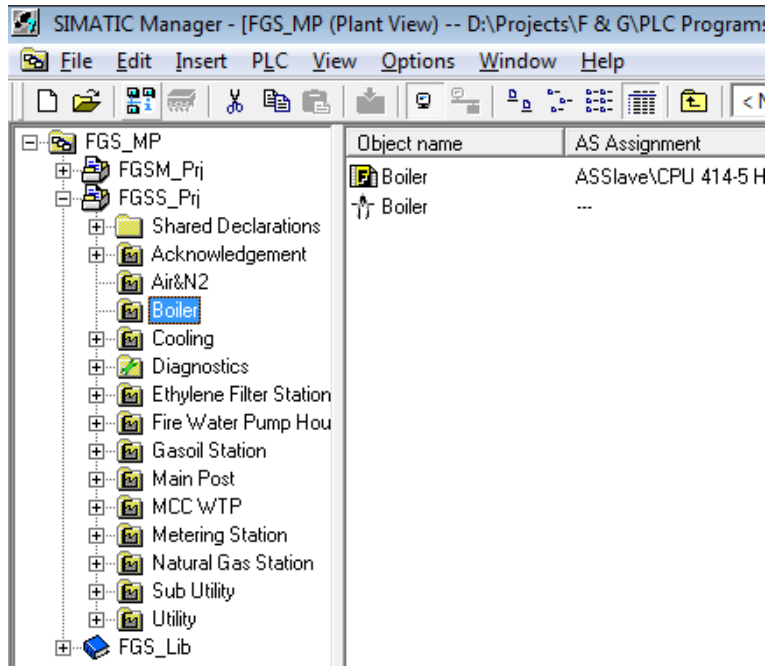 SIMATIC Manager - [FGS_MP (Plant View) -- D:\Projects\F & G\PLC Programs
File Edit Insert PLC View Options Window Help
< N
FGS_MP
FGSM_Prj
FGSS_Prj
Shared Declarations
Acknowledgement
Air&N2
Boiler
Cooling
Diagnostics
Ethylene Filter Station
Fire Water Pump Hou
Gasoil Station
Main Post
MCC WTP
Metering Station
Natural Gas Station
Sub Utility
Utility
FGS_Lib
Object name AS Assignment
Boiler ASSlave\CPU 414-5 H
Boiler ---